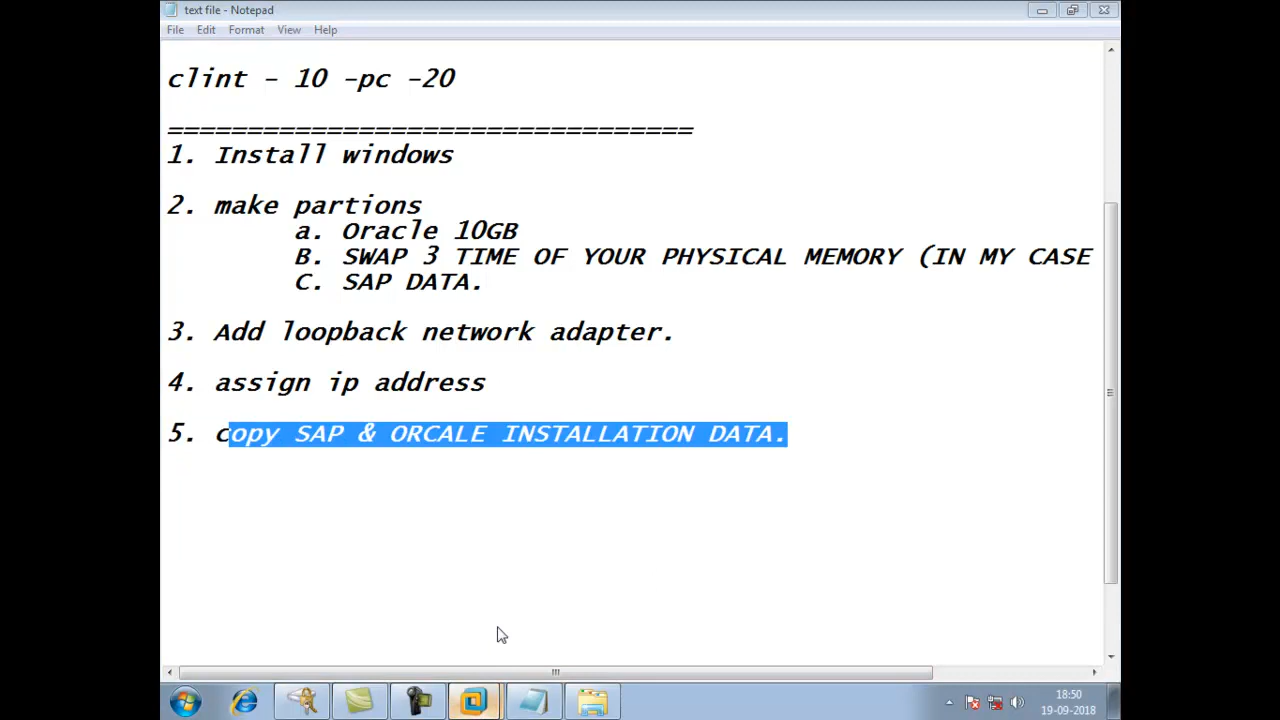 text file - Notepad
File Edit Format View Help
clint - 10 -pc -20
=================================
1. Install windows
2. make partions
a. Oracle 10GB
B. SWAP 3 TIME OF YOUR PHYSICAL MEMORY (IN MY CASE
C. SAP DATA.
3. Add loopback network adapter.
4. assign ip address
5. copy SAP & ORCALE INSTALLATION DATA.
18:50
19-09-2018